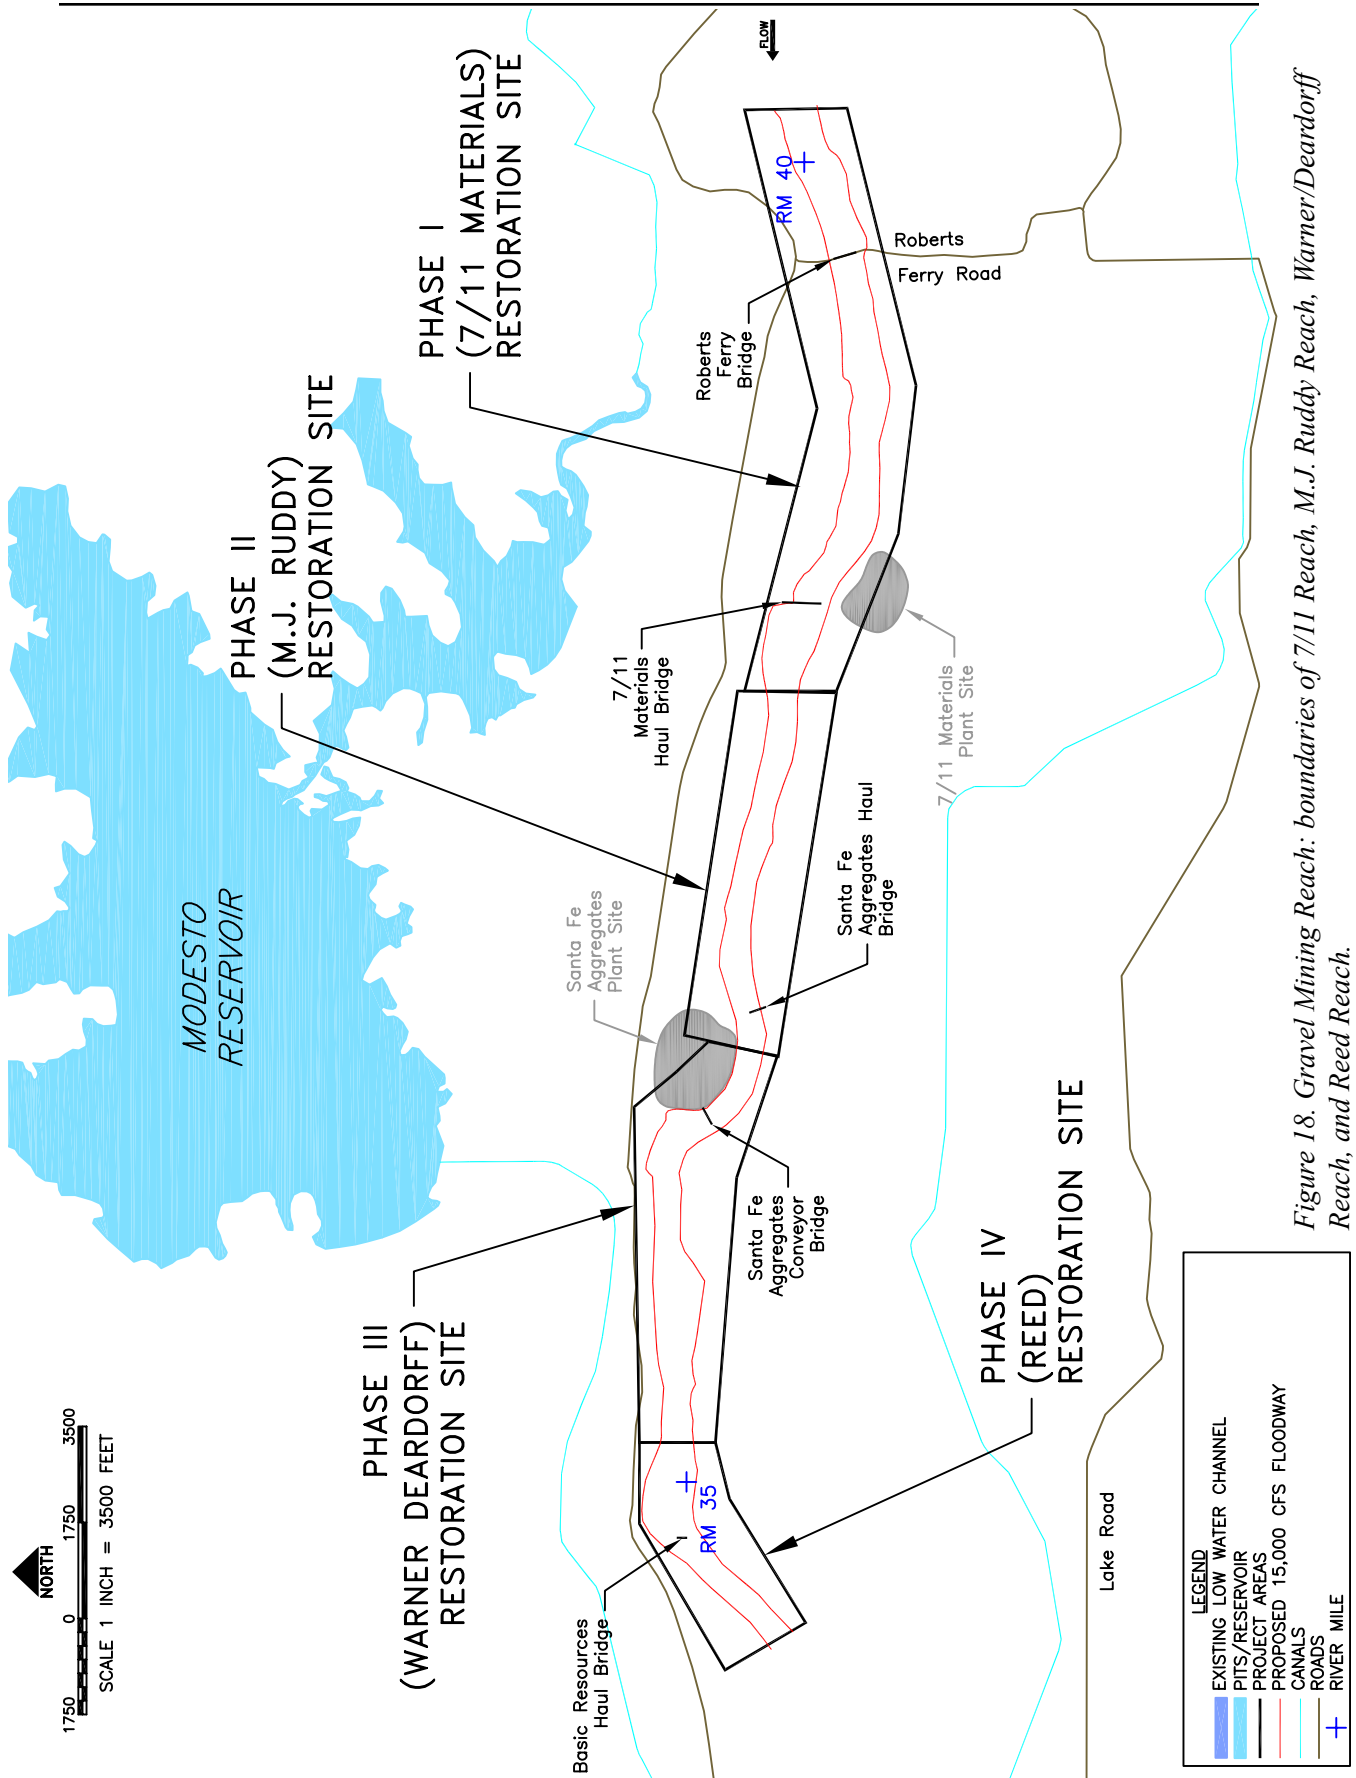 NORTH
1750 0 1750 3500
SCALE 1 INCH = 3500 FEET
MODESTO
RESERVOIR
PHASE I
(7/11 MATERIALS)
RESTORATION SITE
PHASE II
(M.J. RUDDY)
RESTORATION SITE
PHASE III
(WARNER DEARDORFF)
RESTORATION SITE
PHASE IV
(REED)
RESTORATION SITE
FLOW
RM 40
RM 35
Roberts
Ferry Road
Roberts
Ferry
Bridge
7/11
Materials
Haul Bridge
7/11 Materials
Plant Site
Santa Fe
Aggregates
Plant Site
Santa Fe
Aggregates Haul
Bridge
Santa Fe
Aggregates
Conveyor
Bridge
Basic Resources
Haul Bridge
Lake Road
LEGEND
EXISTING LOW WATER CHANNEL
PITS/RESERVOIR
PROJECT AREAS
PROPOSED 15,000 CFS FLOODWAY
CANALS
ROADS
RIVER MILE
Figure 18. Gravel Mining Reach: boundaries of 7/11 Reach, M.J. Ruddy Reach, Warner/Deardorff
Reach, and Reed Reach.